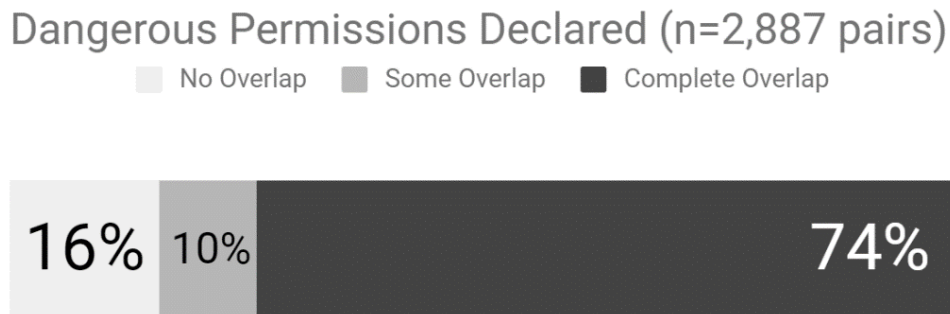 Dangerous Permissions Declared (n=2,887 pairs)
No Overlap Some Overlap Complete Overlap
16% 10% 74%